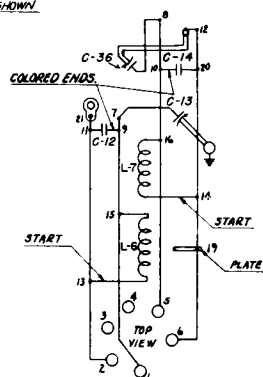 SHOWN
8
12
C-36
C-14
10
20
COLORED ENDS
7
C-13
21
11
C-12
9
16
L-7
14
START
15
START
L-6
19
PLATE
13
4
5
3
TOP
VIEW
6
2
1